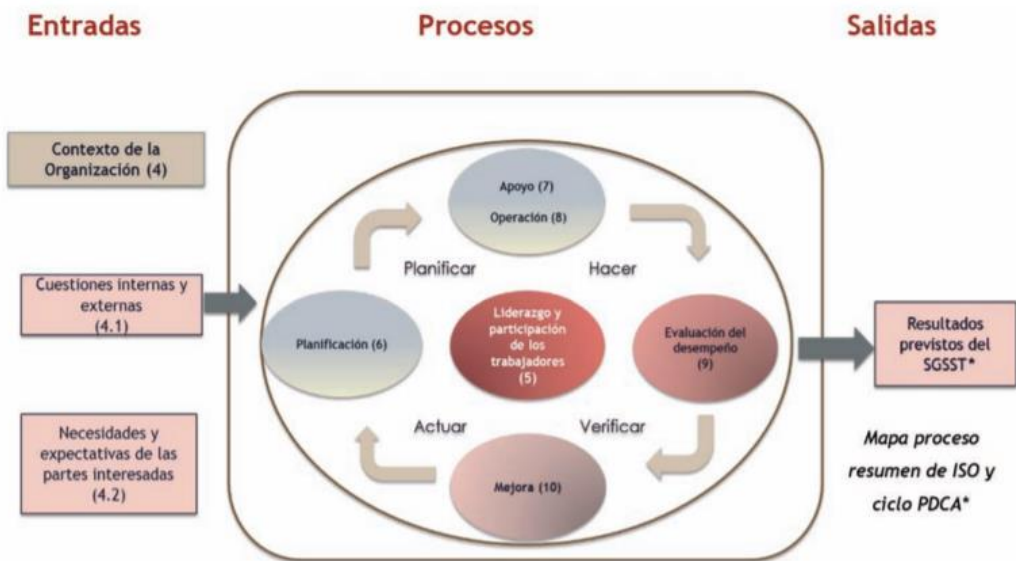 Entradas
Procesos
Salidas
Contexto de la
Organización (4)
Apoyo (7)
Operación (8)
Planificar
Hacer
Cuestiones internas y
externas
(4.1)
Planificación (6)
Liderazgo y
participación
de los
trabajadores
(5)
Evaluación del
desempeño
(9)
Resultados
previstos del
SGSST*
Necesidades y
expectativas de las
partes interesadas
(4.2)
Actuar
Verificar
Mejora (10)
Mapa proceso
resumen de ISO y
ciclo PDCA*